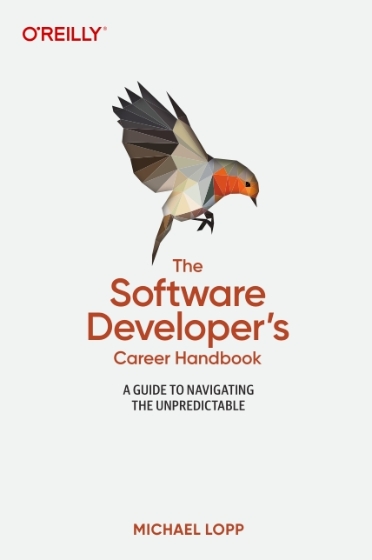 O'REILLY®
The
Software
Developer's
Career Handbook
A GUIDE TO NAVIGATING
THE UNPREDICTABLE
MICHAEL LOPP